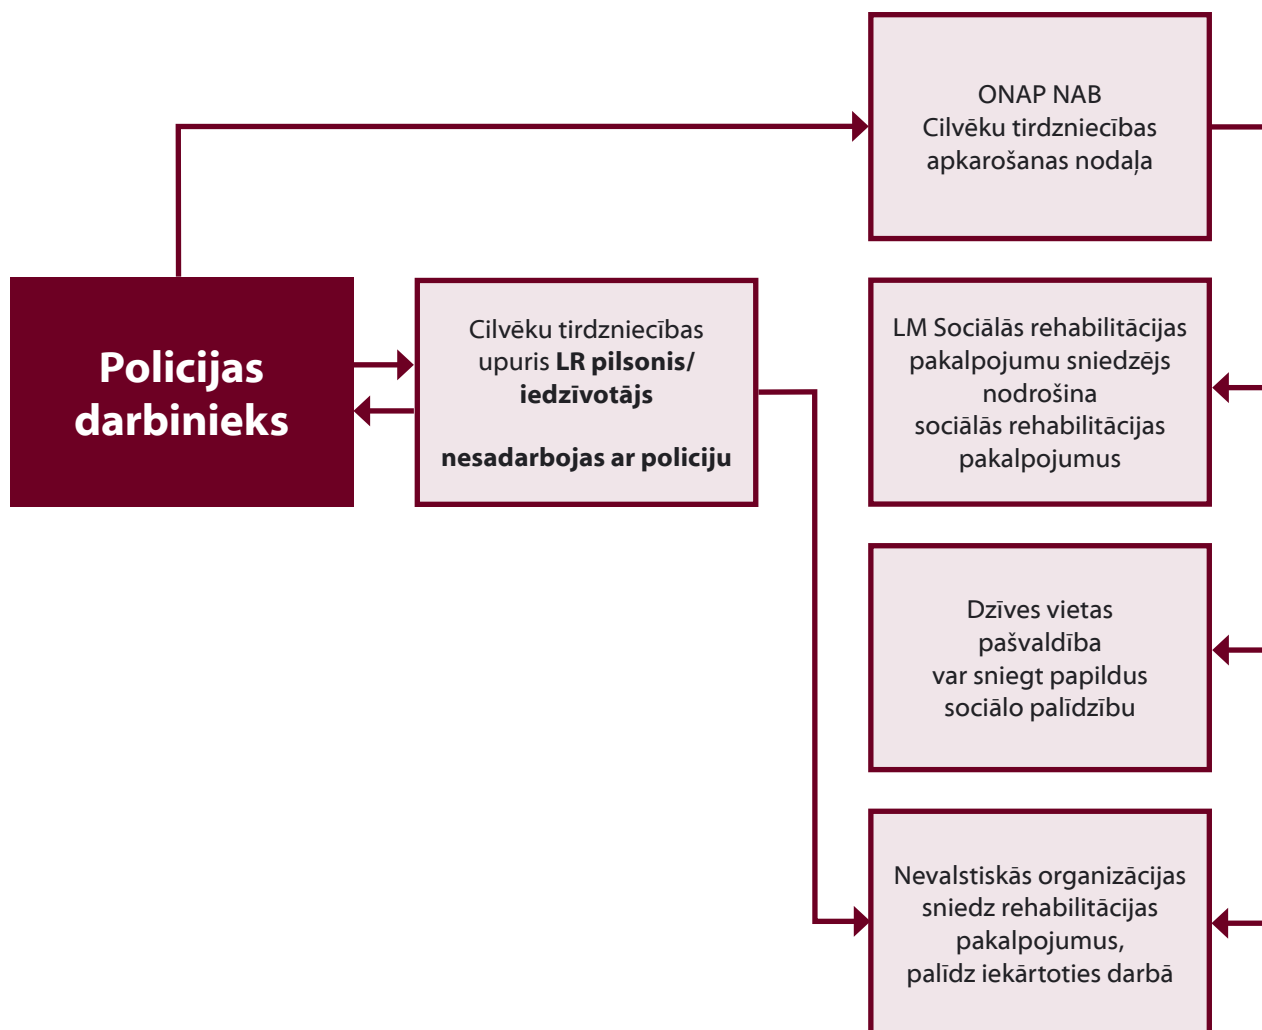 ONAP NAB
Cilvēku tirdzniecības
apkarošanas nodaļa
Policijas
darbinieks
Cilvēku tirdzniecības
upuris LR pilsonis/
iedzīvotājs
nesadarbojas ar policiju
LM Sociālās rehabilitācijas
pakalpojumu sniedzējs
nodrošina
sociālās rehabilitācijas
pakalpojumus
Dzīves vietas
pašvaldība
var sniegt papildus
sociālo palīdzību
Nevalstiskās organizācijas
sniedz rehabilitācijas
pakalpojumus,
palīdz iekārtoties darbā